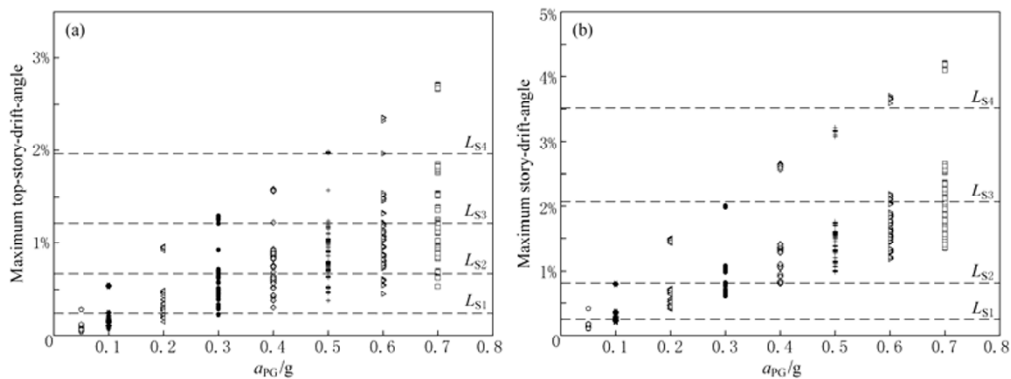 (a)
Maximum top-story-drift-angle
3%
2%
1%
0
L_S4
L_S3
L_S2
L_S1
0.1 0.2 0.3 0.4 0.5 0.6 0.7 0.8
a_PG/g
(b)
Maximum story-drift-angle
5%
4%
3%
2%
1%
0
L_S4
L_S3
L_S2
L_S1
0.1 0.2 0.3 0.4 0.5 0.6 0.7 0.8
a_PG/g